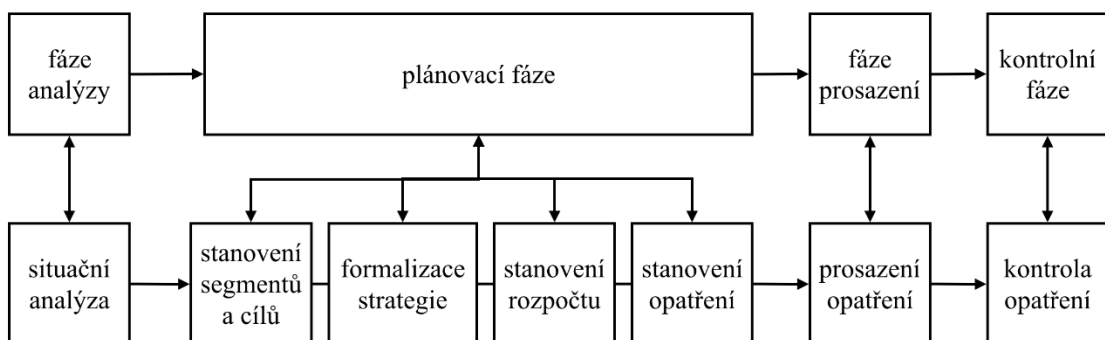 fáze
analýzy
plánovací fáze
fáze
prosazení
kontrolní
fáze
situační
analýza
stanovení
segmentů
a cílů
formalizace
strategie
stanovení
rozpočtu
stanovení
opatření
prosazení
opatření
kontrola
opatření